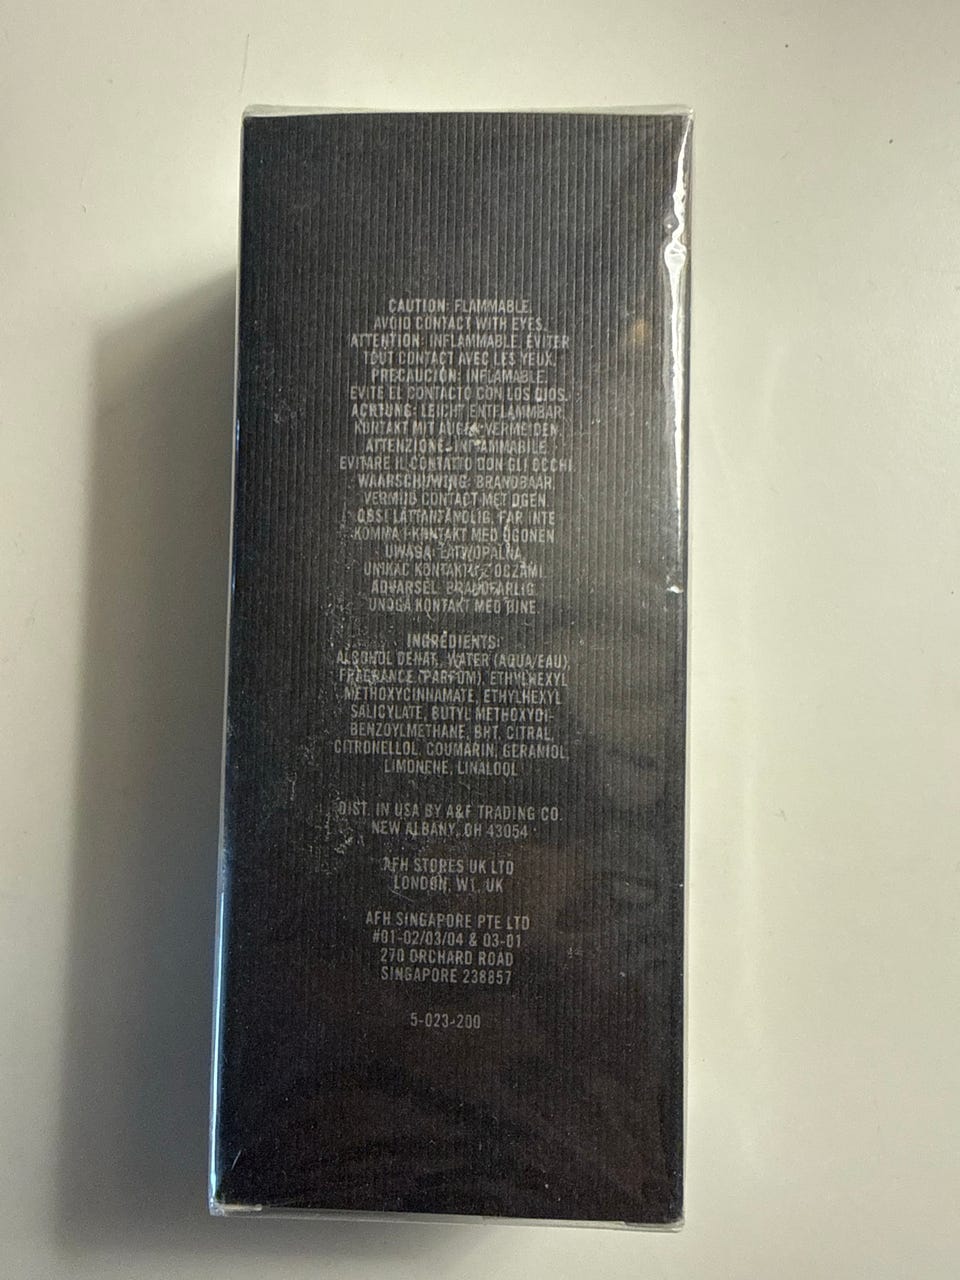 CAUTION: FLAMMABLE.
AVOID CONTACT WITH EYES.
ATTENTION: INFLAMMABLE. ÉVITER
TOUT CONTACT AVEC LES YEUX.
PRECAUCIÓN: INFLAMABLE.
EVITE EL CONTACTO CON LOS OJOS.
ACHTUNG: LEICHT ENTFLAMMBAR.
KONTAKT MIT AUGEN VERMEIDEN.
ATTENZIONE: INFIAMMABILE.
EVITARE IL CONTATTO CON GLI OCCHI.
WAARSCHUWING: BRANDBAAR.
VERMIJD CONTACT MET OGEN.
OBS! LÄTTANTÄNDLIG. FÅR INTE
KOMMA I KONTAKT MED ÖGONEN.
UWAGA: ŁATWOPALNA.
UNIKAĆ KONTAKTU Z OCZAMI.
ADVARSEL: BRANDFARLIG.
UNDGÅ KONTAKT MED ØJNE.
INGREDIENTS:
ALCOHOL DENAT., WATER (AQUA/EAU),
FRAGRANCE (PARFUM), ETHYLHEXYL
METHOXYCINNAMATE, ETHYLHEXYL
SALICYLATE, BUTYL METHOXYDI-
BENZOYLMETHANE, BHT, CITRAL,
CITRONELLOL, COUMARIN, GERANIOL,
LIMONENE, LINALOOL
DIST. IN USA BY A&F TRADING CO.
NEW ALBANY, OH 43054
AFH STORES UK LTD
LONDON, W1, UK
AFH SINGAPORE PTE LTD
#01-02/03/04 & 03-01
270 ORCHARD ROAD
SINGAPORE 238857
5-023-200